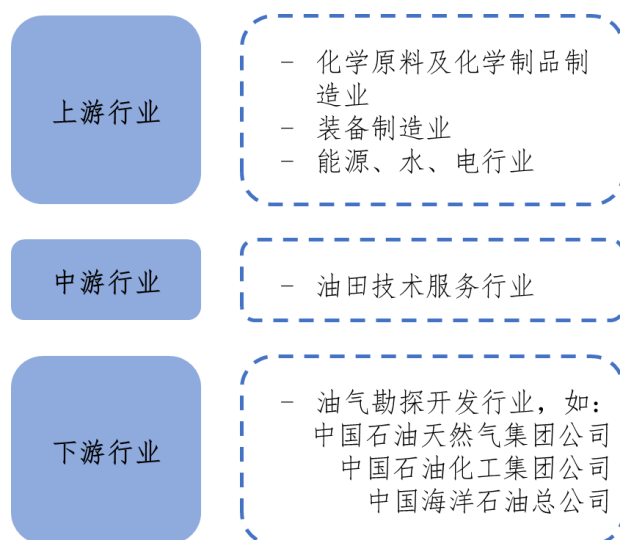 上游行业
- 化学原料及化学制品制
造业
- 装备制造业
- 能源、水、电行业
中游行业
- 油田技术服务行业
下游行业
- 油气勘探开发行业，如：
中国石油天然气集团公司
中国石油化工集团公司
中国海洋石油总公司